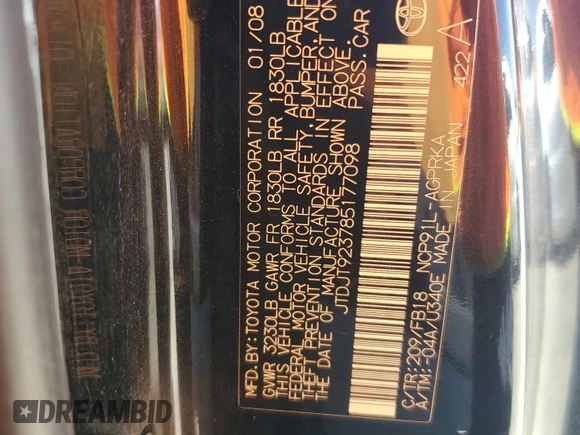 MFD.BY:TOYOTA MOTOR CORPORATION 01/08
GVWR 3230LB GAWR FR 1830LB RR 1830LB
THIS VEHICLE CONFORMS TO ALL APPLICABLE
FEDERAL MOTOR VEHICLE SAFETY, BUMPER, AND
THEFT PREVENTION STANDARDS IN EFFECT ON
THE DATE OF MANUFACTURE SHOWN ABOVE.
JTDJT923785177098 PASS.CAR
C/TR:209/FB18 NCP91L-AGPRKA
A/TM:-04A/U340E MADE IN JAPAN 422
A
DREAMBID